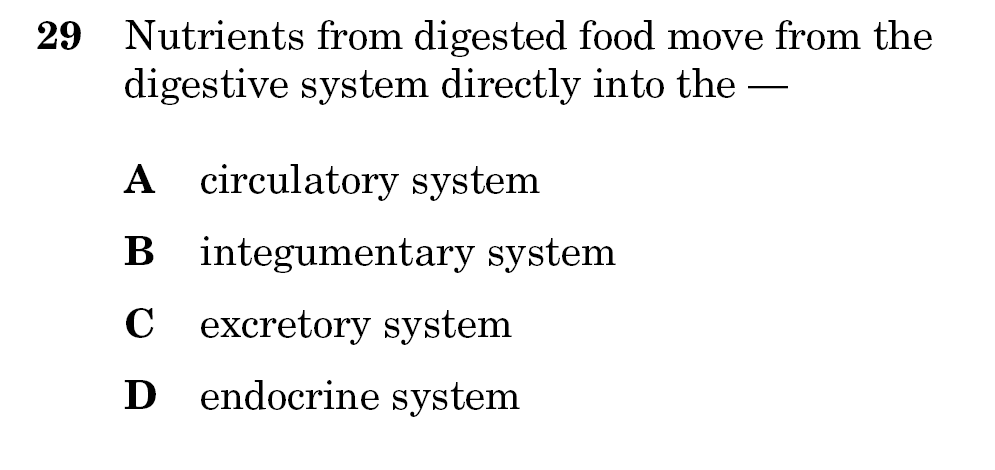 29 Nutrients from digested food move from the
digestive system directly into the —
A circulatory system
B integumentary system
C excretory system
D endocrine system